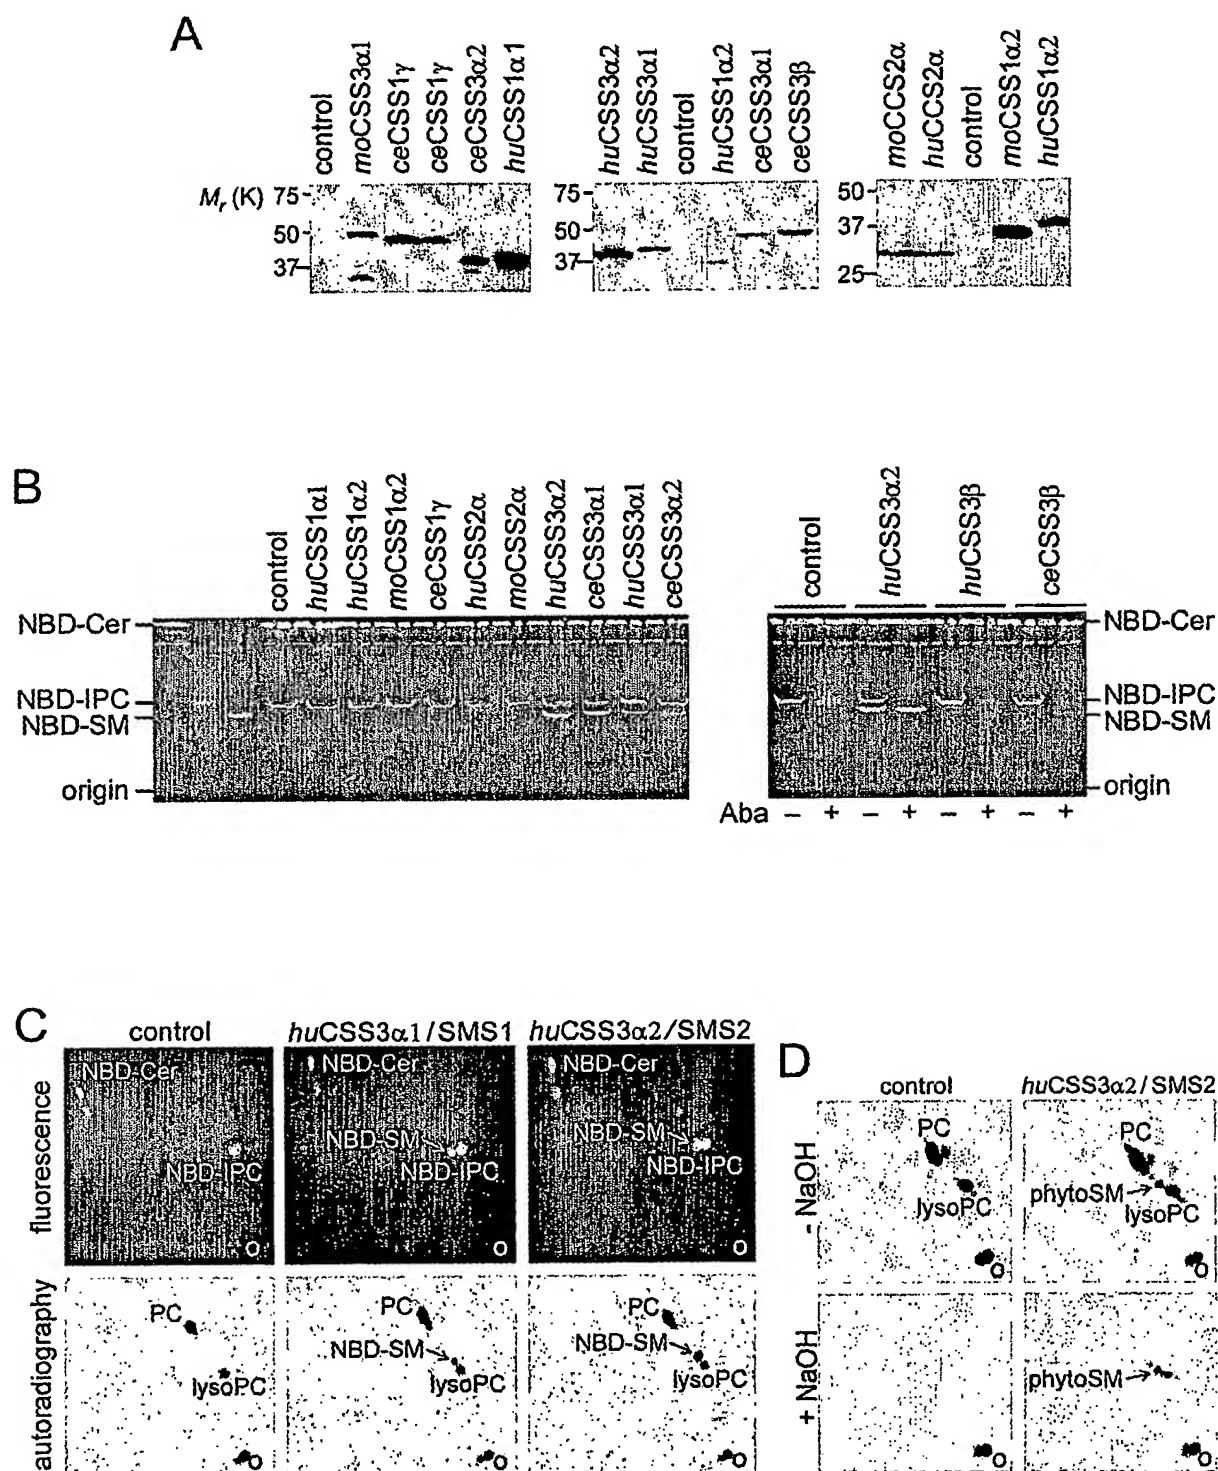 A
control
moCSS3α1
ceCSS1γ
ceCSS1γ
ceCSS3α2
huCSS1α1
huCSS3α2
huCSS3α1
control
huCSS1α2
ceCSS3α1
ceCSS3β
moCCS2α
huCCS2α
control
moCSS1α2
huCSS1α2
Mr (K) 75
50
37
75
50
37
50
37
25
B
control
huCSS1α1
huCSS1α2
moCSS1α2
ceCSS1γ
huCSS2α
moCSS2α
huCSS3α2
ceCSS3α1
huCSS3α1
ceCSS3α2
control
huCSS3α2
huCSS3β
ceCSS3β
NBD-Cer
NBD-IPC
NBD-SM
origin
NBD-Cer
NBD-IPC
NBD-SM
origin
Aba − + − + − + − +
C
control
huCSS3α1/SMS1
huCSS3α2/SMS2
fluorescence
NBD-Cer
NBD-IPC
O
NBD-Cer
NBD-SM
NBD-IPC
O
NBD-Cer
NBD-SM
NBD-IPC
O
autoradiography
PC
lysoPC
O
PC
NBD-SM
lysoPC
O
PC
NBD-SM
lysoPC
O
D
control
huCSS3α2/SMS2
- NaOH
PC
lysoPC
O
PC
phytoSM
lysoPC
O
+ NaOH
O
phytoSM
O